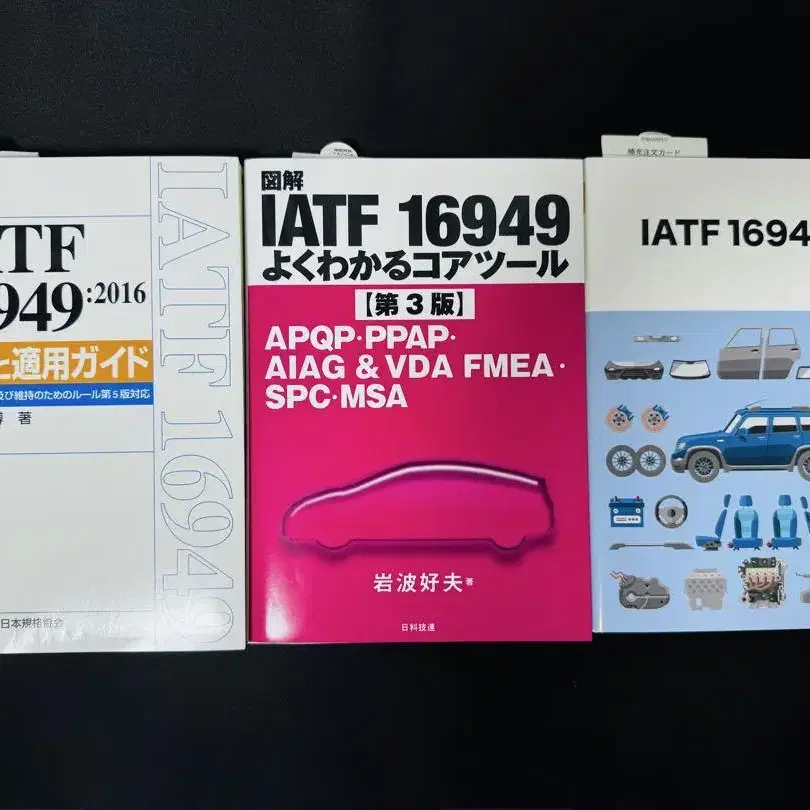 ATF
949:2016
と適用ガイド
及び維持のためのルール第5版対応
著
日本規格協会
IATF 16949
図解
IATF 16949
よくわかるコアツール
【第3版】
APQP・PPAP・
AIAG & VDA FMEA・
SPC・MSA
岩波好夫 著
日科技連
補充注文カード
IATF 1694